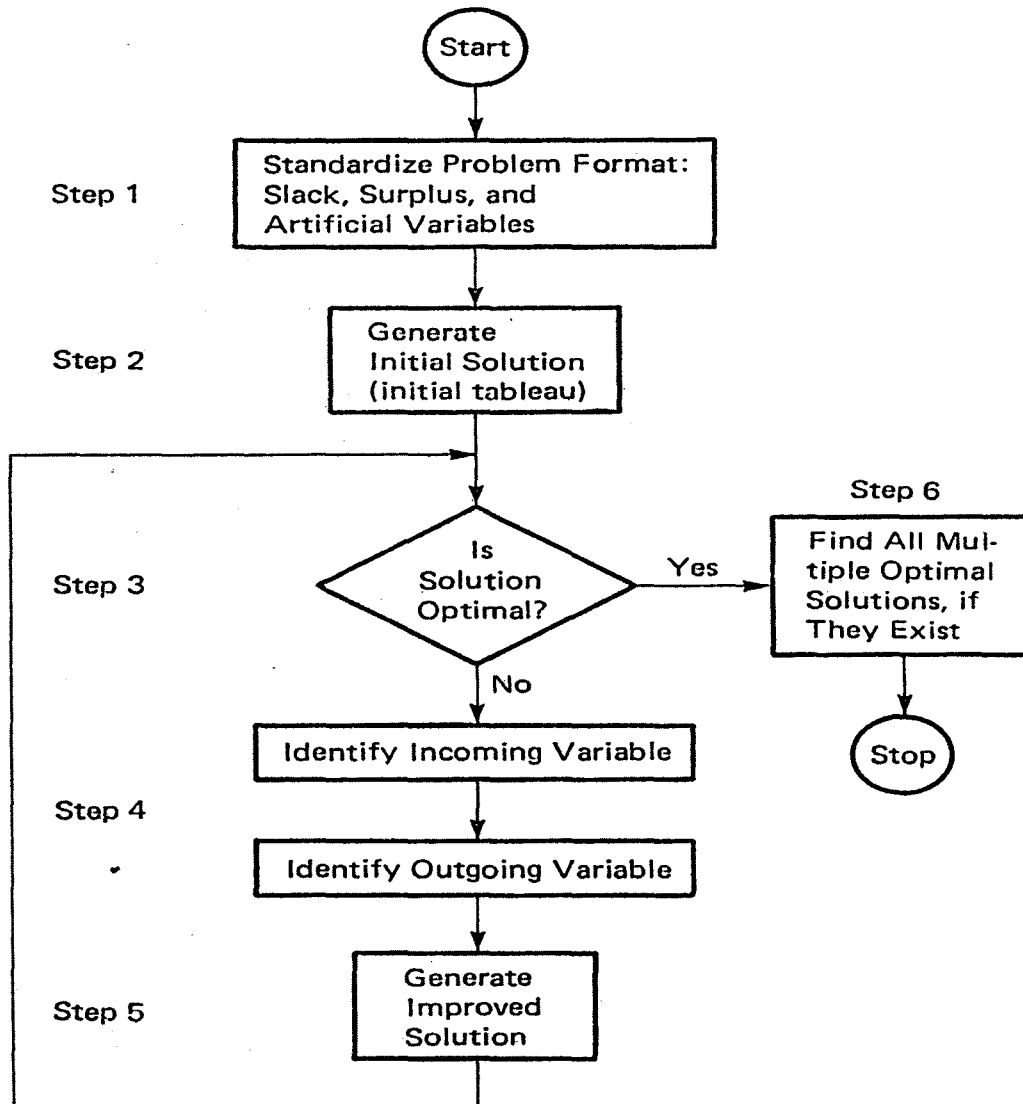 Start
Step 1
Standardize Problem Format:
Slack, Surplus, and
Artificial Variables
Step 2
Generate
Initial Solution
(initial tableau)
Step 3
Is
Solution
Optimal?
Yes
Step 6
Find All Mul-
tiple Optimal
Solutions, if
They Exist
Stop
No
Step 4
Identify Incoming Variable
Identify Outgoing Variable
Step 5
Generate
Improved
Solution